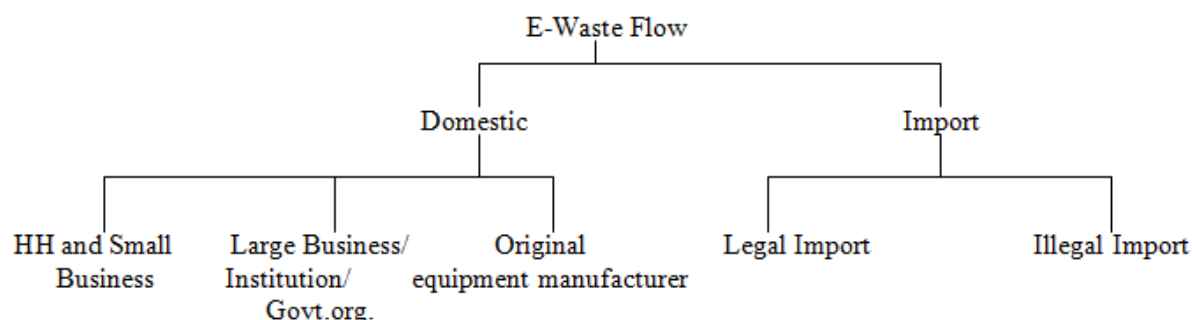 E-Waste Flow
Domestic
Import
HH and Small
Business
Large Business/
Institution/
Govt.org.
Original
equipment manufacturer
Legal Import
Illegal Import